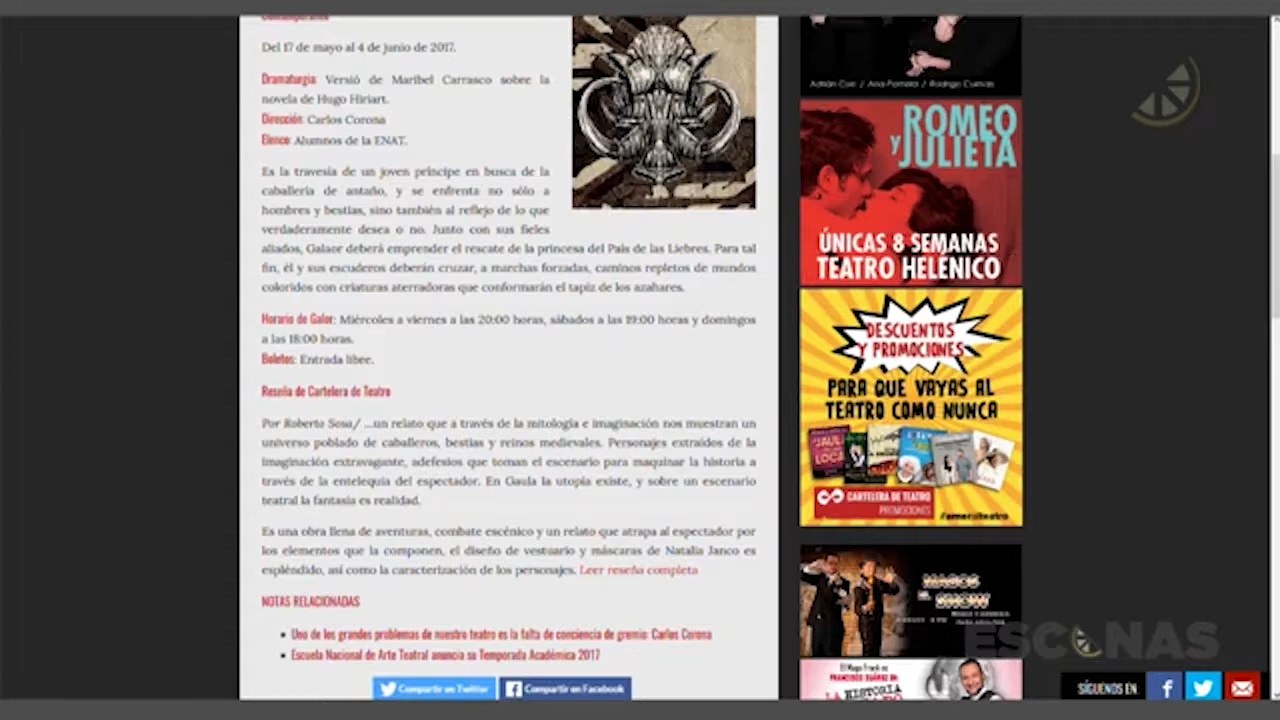 Contemporáneo
Del 17 de mayo al 4 de junio de 2017.
Dramaturgia: Versió de Maribel Carrasco sobre la
novela de Hugo Hiriart.
Dirección: Carlos Corona
Elenco: Alumnos de la ENAT.
Es la travesía de un joven príncipe en busca de la
caballería de antaño, y se enfrenta no sólo a
hombres y bestias, sino también al reflejo de lo que
verdaderamente desea o no. Junto con sus fieles
aliados, Galaor deberá emprender el rescate de la princesa del País de las Liebres. Para tal
fin, él y sus escuderos deberán cruzar, a marchas forzadas, caminos repletos de mundos
coloridos con criaturas aterradoras que conformarán el tapiz de los azahares.
Horario de Galor: Miércoles a viernes a las 20:00 horas, sábados a las 19:00 horas y domingos
a las 18:00 horas.
Boletos: Entrada libre.
Reseña de Cartelera de Teatro
Por Roberto Sosa/ ...un relato que a través de la mitología e imaginación nos muestran un
universo poblado de caballeros, bestias y reinos medievales. Personajes extraídos de la
imaginación extravagante, adefesios que toman el escenario para maquinar la historia a
través de la entelequia del espectador. En Gaula la utopía existe, y sobre un escenario
teatral la fantasía es realidad.
Es una obra llena de aventuras, combate escénico y un relato que atrapa al espectador por
los elementos que la componen, el diseño de vestuario y máscaras de Natalia Janco es
espléndido, así como la caracterización de los personajes. Leer reseña completa
NOTAS RELACIONADAS
• Uno de los grandes problemas de nuestro teatro es la falta de conciencia de gremio: Carlos Corona
• Escuela Nacional de Arte Teatral anuncia su Temporada Académica 2017
Compartir en Twitter
Compartir en Facebook
ROMEO
Y JULIETA
ÚNICAS 8 SEMANAS
TEATRO HELÉNICO
DESCUENTOS
Y PROMOCIONES
PARA QUE VAYAS AL
TEATRO COMO NUNCA
CARTELERA DE TEATRO
PROMOCIONES
#amoelteatro
MAGOS
SHOW
El Mago Frank es
FRANCISCO SUÁREZ EN
LA HISTORIA
ESCENAS
SÍGUENOS EN